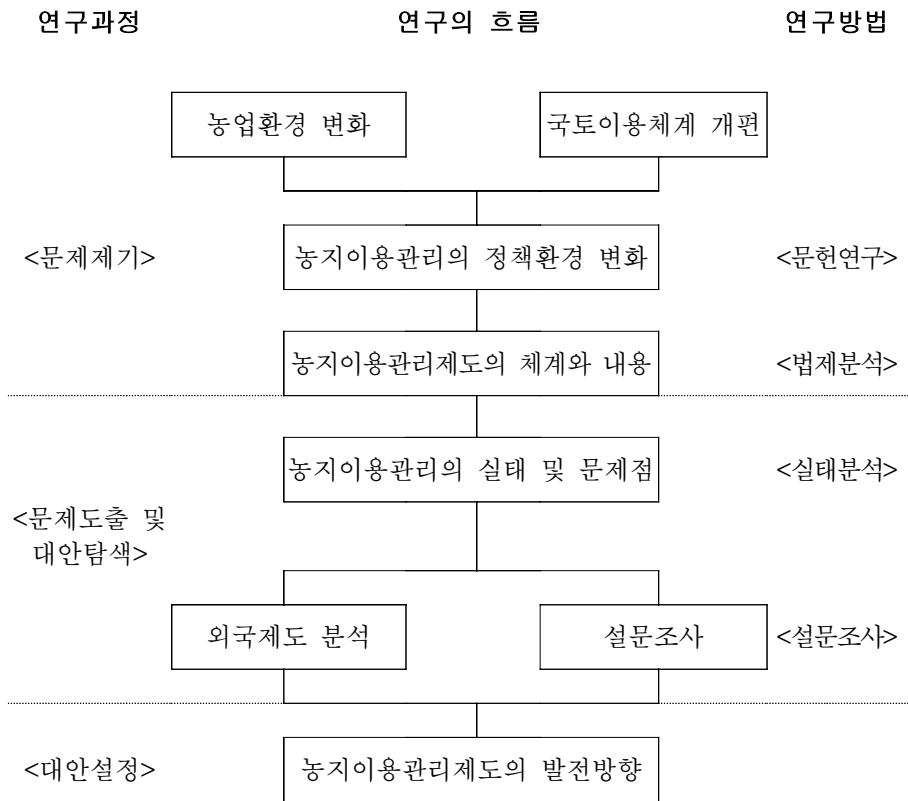 연구과정 연구의 흐름 연구방법
농업환경 변화 국토이용체계 개편
<문제제기> 농지이용관리의 정책환경 변화 <문헌연구>
농지이용관리제도의 체계와 내용 <법제분석>
농지이용관리의 실태 및 문제점 <실태분석>
<문제도출 및
대안탐색>
외국제도 분석 설문조사 <설문조사>
<대안설정> 농지이용관리제도의 발전방향